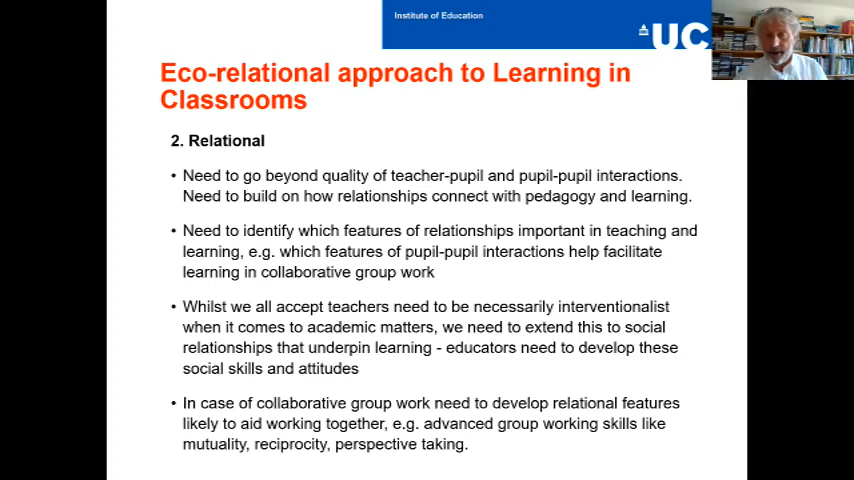 Institute of Education
UC
Eco-relational approach to Learning in
Classrooms
2. Relational
• Need to go beyond quality of teacher-pupil and pupil-pupil interactions.
Need to build on how relationships connect with pedagogy and learning.
• Need to identify which features of relationships important in teaching and
learning, e.g. which features of pupil-pupil interactions help facilitate
learning in collaborative group work
• Whilst we all accept teachers need to be necessarily interventionalist
when it comes to academic matters, we need to extend this to social
relationships that underpin learning - educators need to develop these
social skills and attitudes
• In case of collaborative group work need to develop relational features
likely to aid working together, e.g. advanced group working skills like
mutuality, reciprocity, perspective taking.